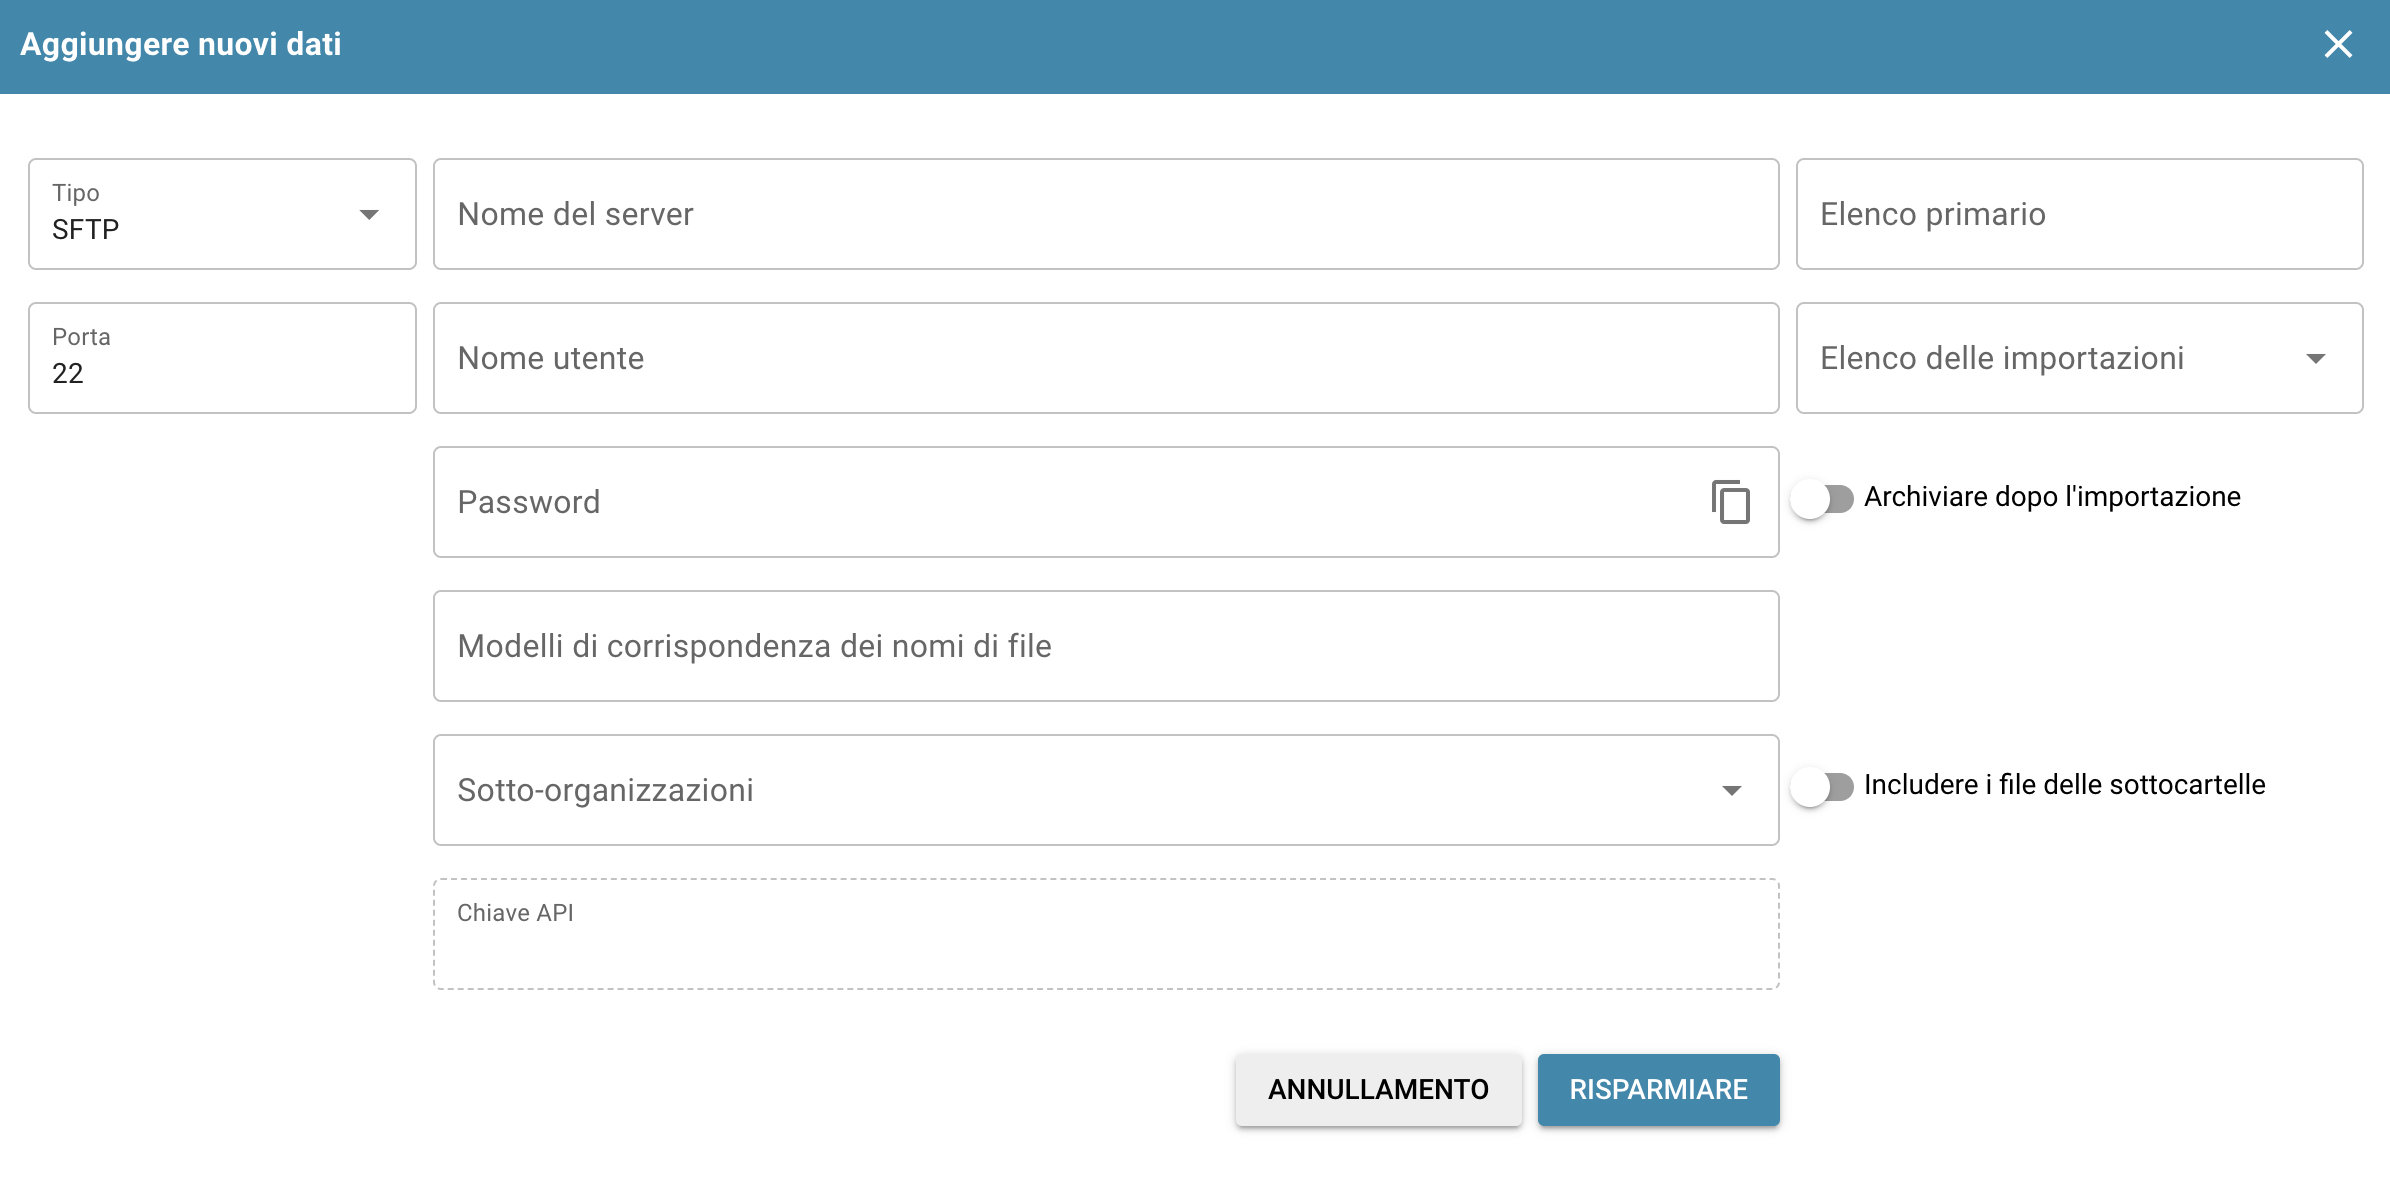 Aggiungere nuovi dati
Tipo
SFTP
Nome del server
Elenco primario
Porta
22
Nome utente
Elenco delle importazioni
Password
Archiviare dopo l'importazione
Modelli di corrispondenza dei nomi di file
Sotto-organizzazioni
Includere i file delle sottocartelle
Chiave API
ANNULLAMENTO
RISPARMIARE